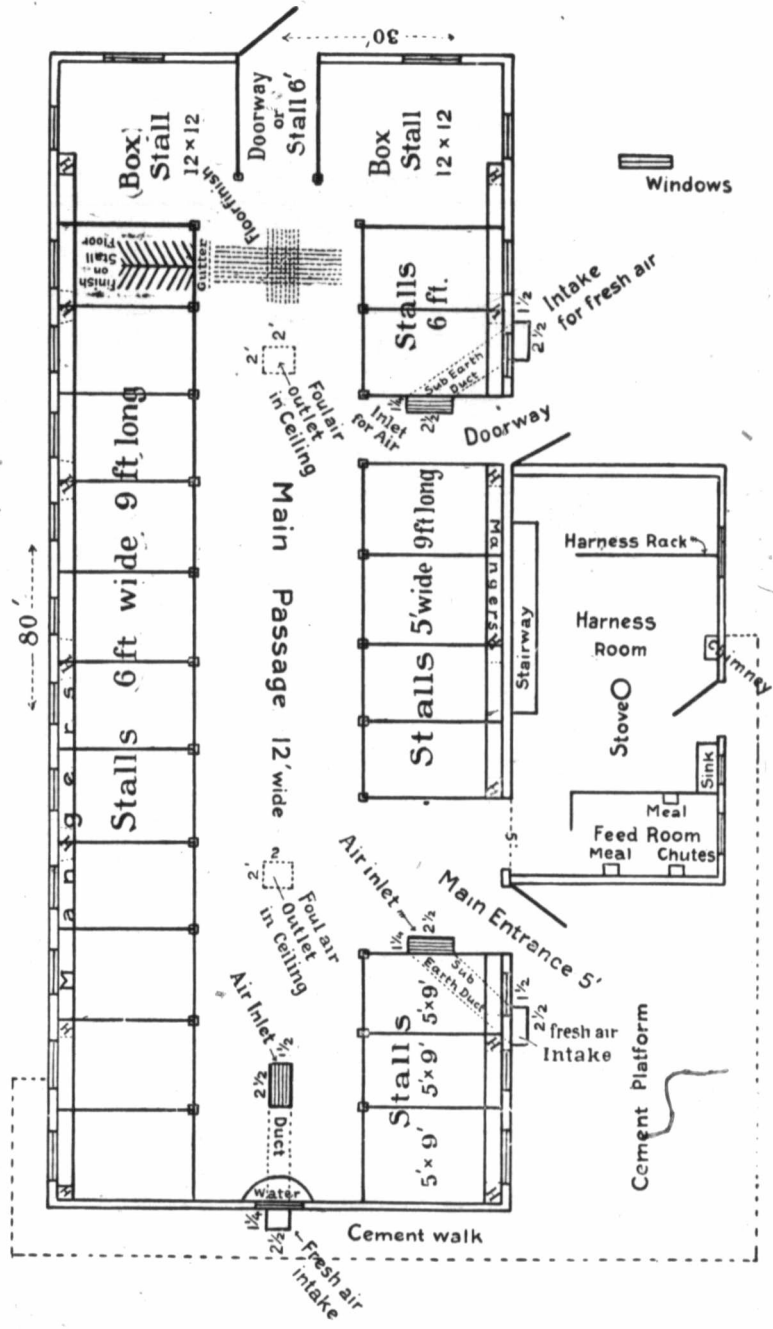 30'
Box
Stall
12 × 12
Doorway
or
Stall 6'
Box
Stall
12 × 12
Windows
Floor finish
Finish
on
Stall
Floor
Gutter
Stalls
6 ft.
Intake
for fresh air
1½
2½
Sub Earth
Duct
1¼
2½
Inlet
for Air
Doorway
2'
2'
Foul air
outlet
in Ceiling
80'
Mangers
Stalls 6 ft wide 9 ft long
Main Passage 12' wide
Stalls 5' wide 9 ft long
Mangers
Stairway
Harness Rack
Harness
Room
Chimney
Stove
Sink
Meal
Feed Room
Meal Chutes
5'
2
2'
Foul air
Outlet
in Ceiling
Air inlet
1¼
2½
Main Entrance 5'
Sub
Earth Duct
1½
2½
fresh air
Intake
Stalls
5' × 9'
5' × 9'
5' × 9'
Air Inlet
1½
2½
Duct
Water
1¼
2½
Fresh air
intake
Cement walk
Cement Platform